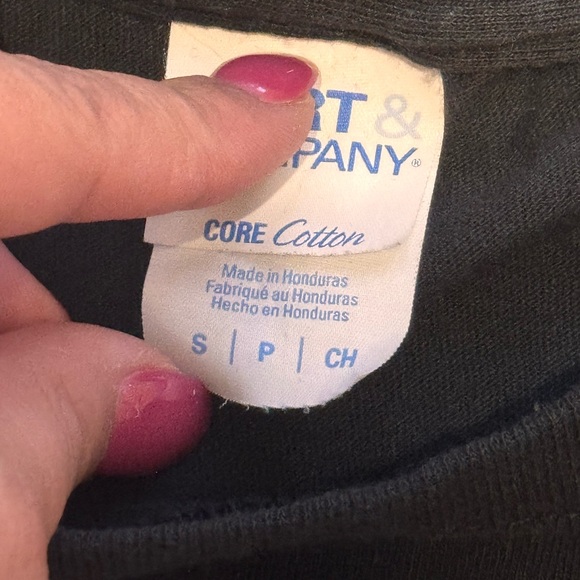 RT &
PANY®
CORE Cotton
Made in Honduras
Fabriqué au Honduras
Hecho en Honduras
S | P | CH